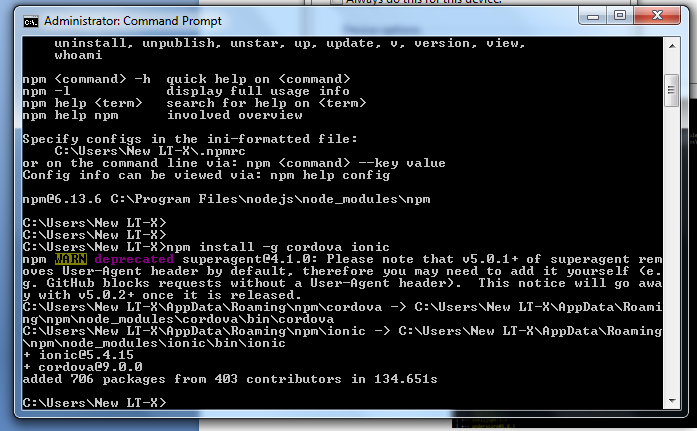 Always do this for this device.
Administrator: Command Prompt
uninstall, unpublish, unstar, up, update, v, version, view,
whoami
npm <command> -h quick help on <command>
npm -l display full usage info
npm help <term> search for help on <term>
npm help npm involved overview
Specify configs in the ini-formatted file:
C:\Users\New LT-X\.npmrc
or on the command line via: npm <command> --key value
Config info can be viewed via: npm help config
npm@6.13.6 C:\Program Files\nodejs\node_modules\npm
C:\Users\New LT-X>
C:\Users\New LT-X>
C:\Users\New LT-X>npm install -g cordova ionic
npm WARN deprecated superagent@4.1.0: Please note that v5.0.1+ of superagent rem
oves User-Agent header by default, therefore you may need to add it yourself (e.
g. GitHub blocks requests without a User-Agent header). This notice will go awa
y with v5.0.2+ once it is released.
C:\Users\New LT-X\AppData\Roaming\npm\cordova -> C:\Users\New LT-X\AppData\Roami
ng\npm\node_modules\cordova\bin\cordova
C:\Users\New LT-X\AppData\Roaming\npm\ionic -> C:\Users\New LT-X\AppData\Roaming
\npm\node_modules\ionic\bin\ionic
+ ionic@5.4.15
+ cordova@9.0.0
added 706 packages from 403 contributors in 134.651s
C:\Users\New LT-X>